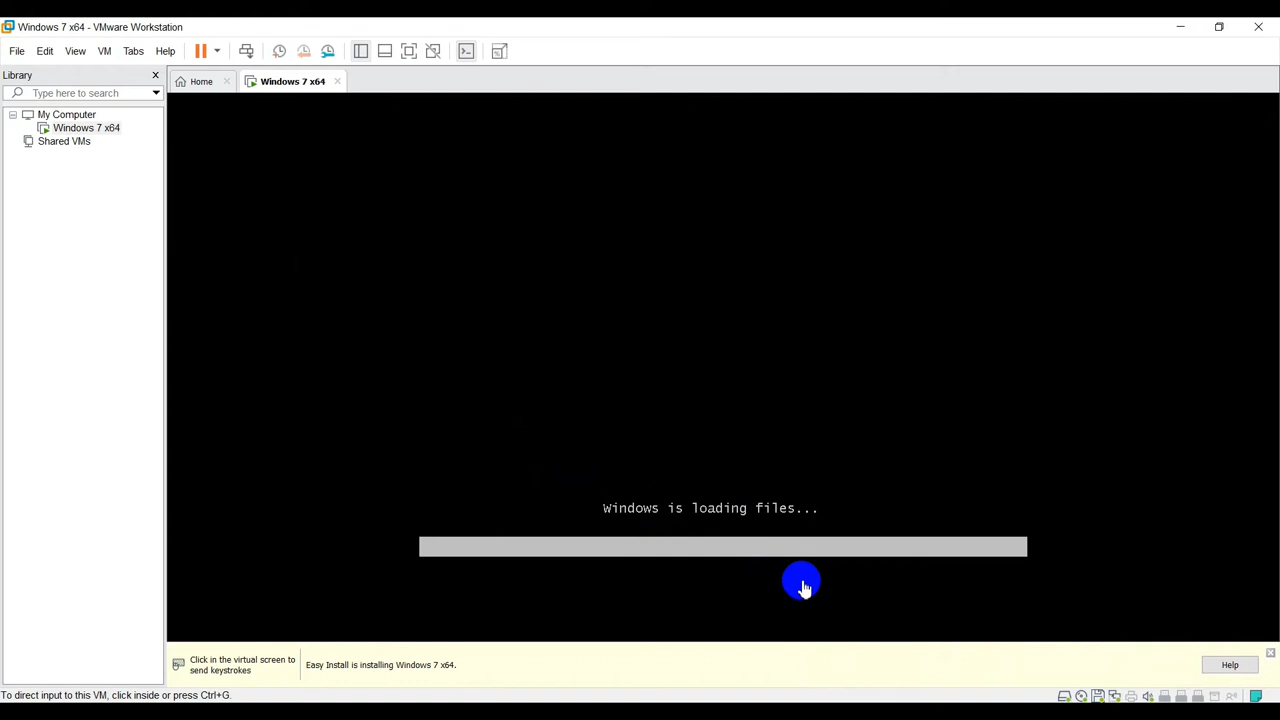 Windows 7 x64 - VMware Workstation
File Edit View VM Tabs Help
Library
Type here to search
My Computer
Windows 7 x64
Shared VMs
Home
Windows 7 x64
Windows is loading files...
Click in the virtual screen to
send keystrokes
Easy Install is installing Windows 7 x64.
Help
To direct input to this VM, click inside or press Ctrl+G.